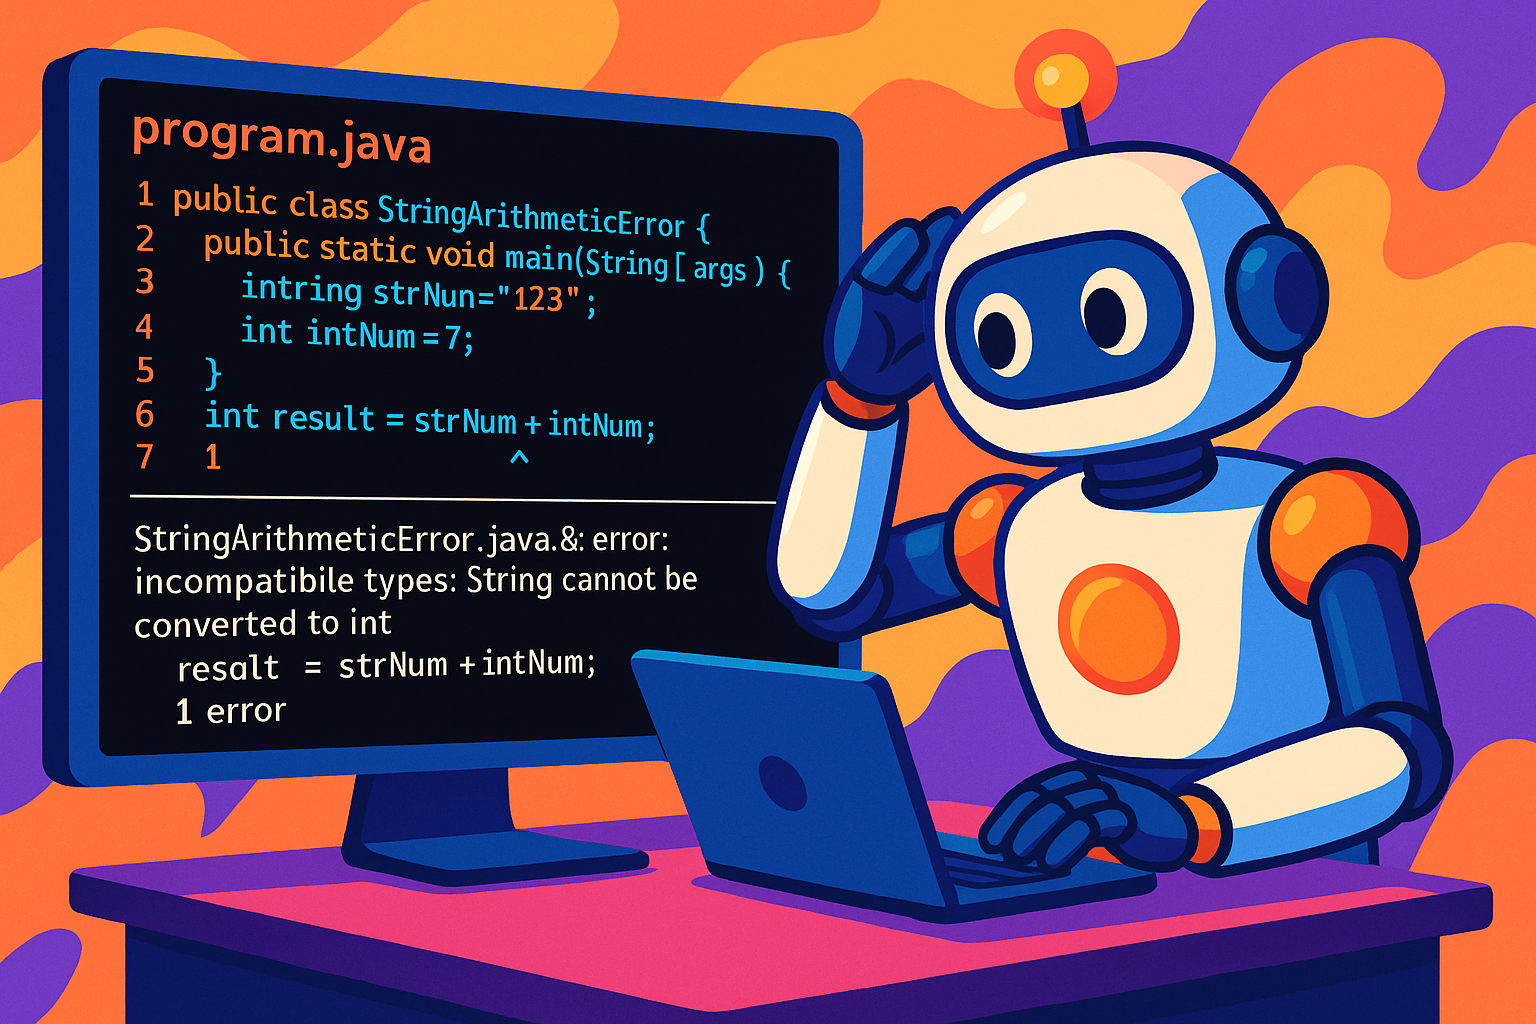 program.java
1 public class StringArithmeticError {
2 public static void main(String[ args ) {
3 intring strNun="123";
4 int intNum=7;
5 }
6 int result = strNum+intNum;
7 1 ^
StringArithmeticError.java.&: error:
incompatibile types: String cannot be
converted to int
resalt = strNum +intNum;
1 error